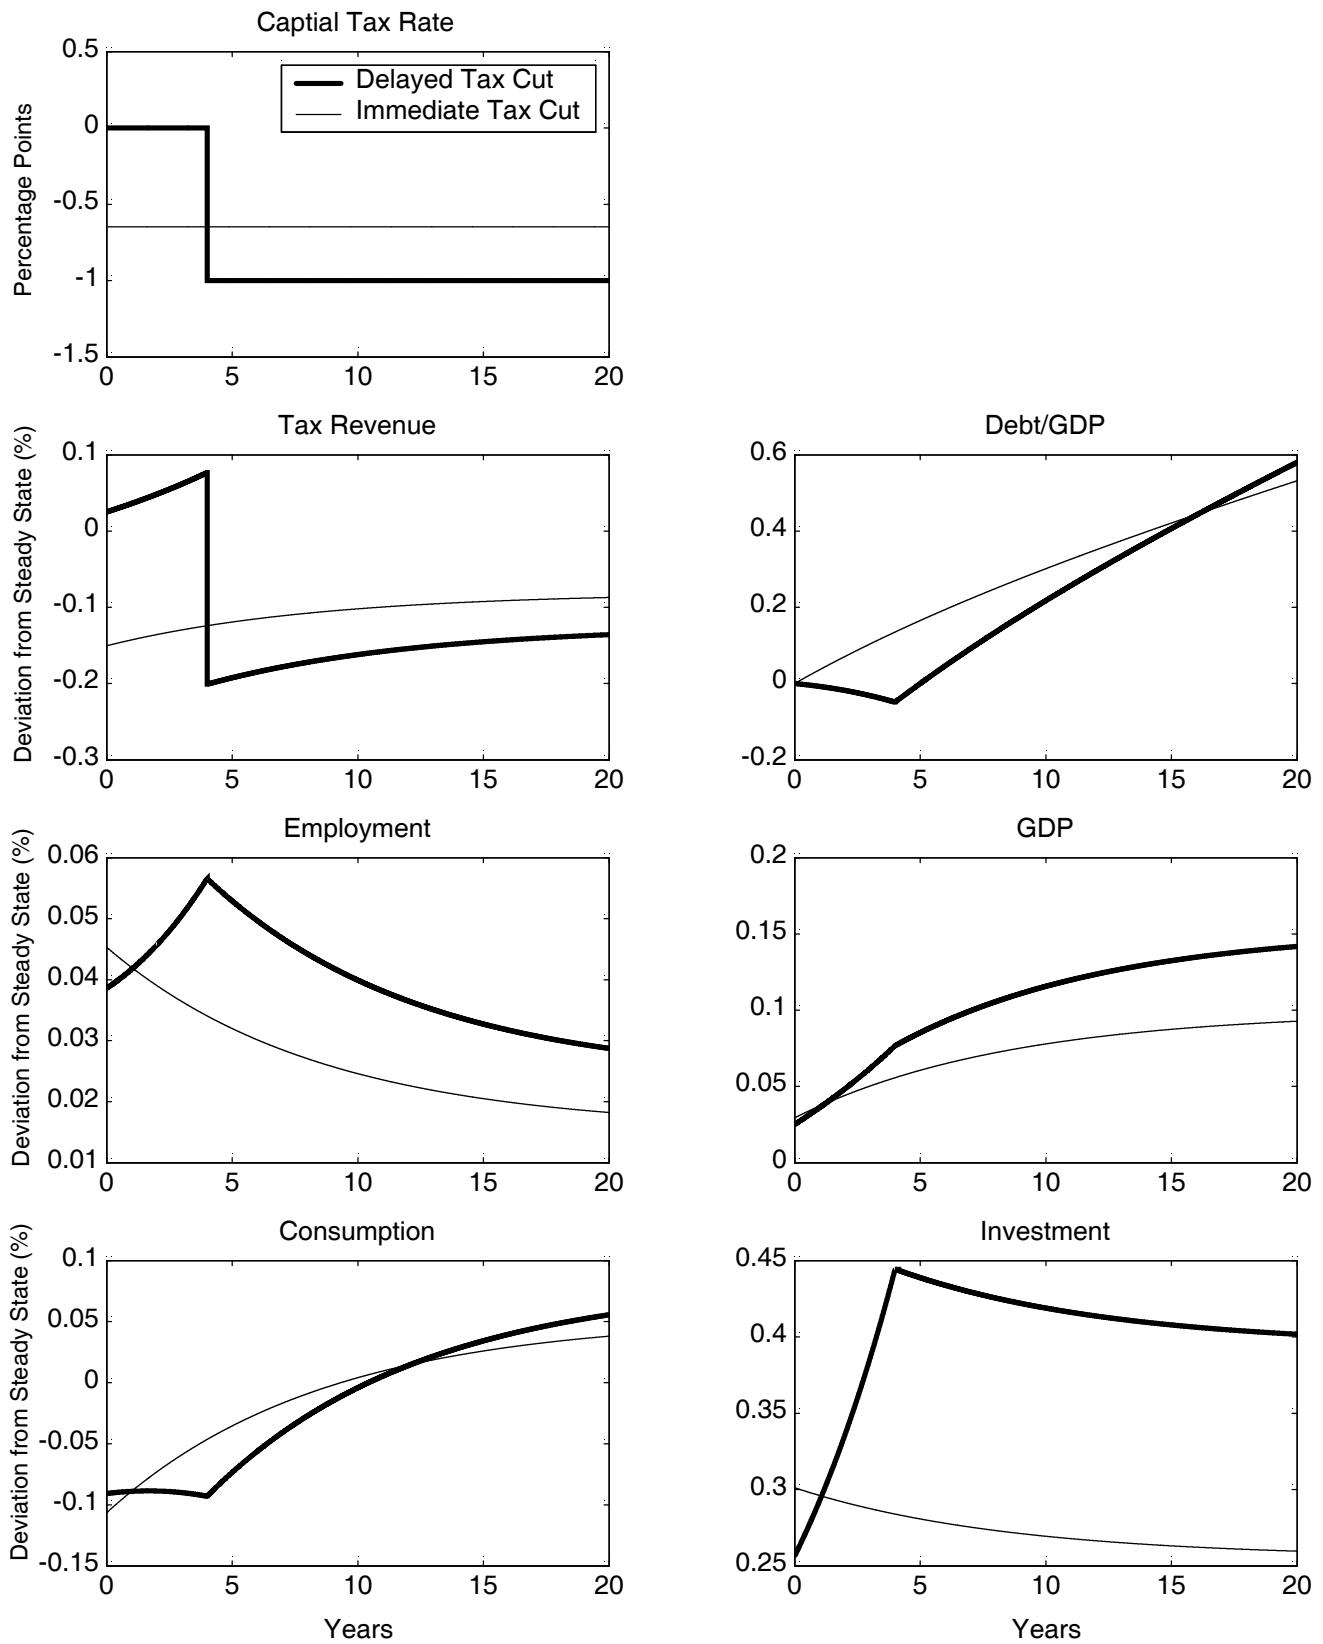 Captial Tax Rate
Percentage Points
0.5
0
-0.5
-1
-1.5
Delayed Tax Cut
Immediate Tax Cut
0 5 10 15 20
Tax Revenue
Deviation from Steady State (%)
0.1
0
-0.1
-0.2
-0.3
0 5 10 15 20
Debt/GDP
0.6
0.4
0.2
0
-0.2
0 5 10 15 20
Employment
Deviation from Steady State (%)
0.06
0.05
0.04
0.03
0.02
0.01
0 5 10 15 20
GDP
0.2
0.15
0.1
0.05
0
0 5 10 15 20
Consumption
Deviation from Steady State (%)
0.1
0.05
0
-0.05
-0.1
-0.15
0 5 10 15 20
Years
Investment
0.45
0.4
0.35
0.3
0.25
0 5 10 15 20
Years